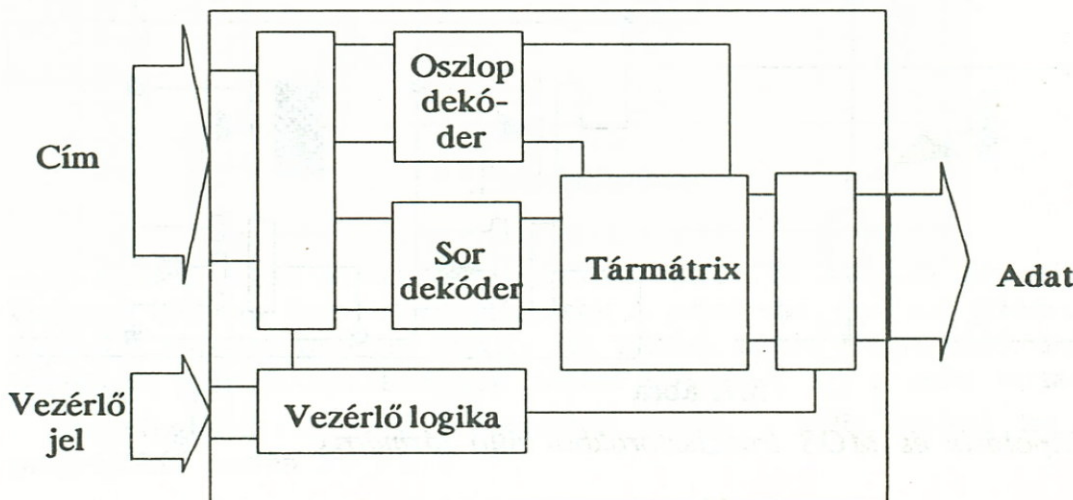 Oszlop
dekó-
der
Cím
Sor
dekóder
Tármátrix
Adat
Vezérlő
jel
Vezérlő logika